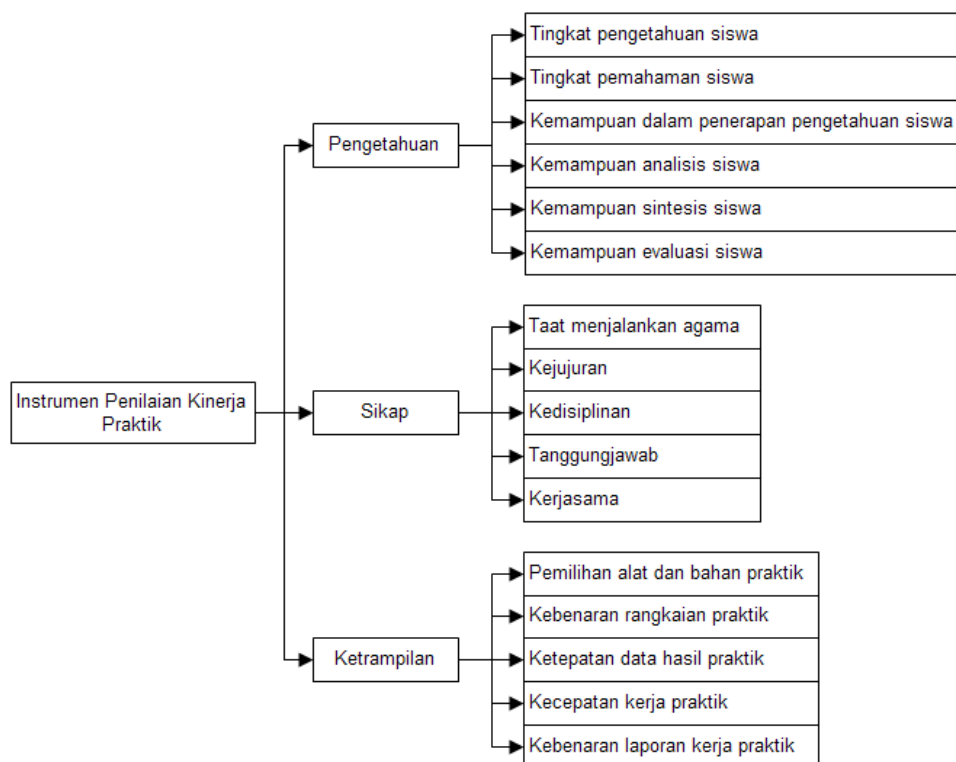 Instrumen Penilaian Kinerja
Praktik
Pengetahuan
Tingkat pengetahuan siswa
Tingkat pemahaman siswa
Kemampuan dalam penerapan pengetahuan siswa
Kemampuan analisis siswa
Kemampuan sintesis siswa
Kemampuan evaluasi siswa
Sikap
Taat menjalankan agama
Kejujuran
Kedisiplinan
Tanggungjawab
Kerjasama
Ketrampilan
Pemilihan alat dan bahan praktik
Kebenaran rangkaian praktik
Ketepatan data hasil praktik
Kecepatan kerja praktik
Kebenaran laporan kerja praktik